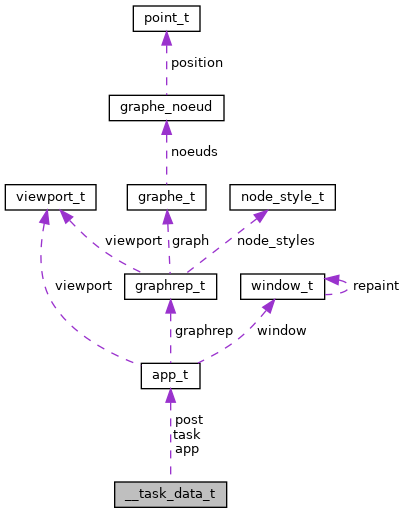 point_t
position
graphe_noeud
noeuds
viewport_t
graphe_t
node_style_t
viewport
graph
node_styles
viewport
graphrep_t
window_t
repaint
graphrep
window
app_t
post
task
app
__task_data_t